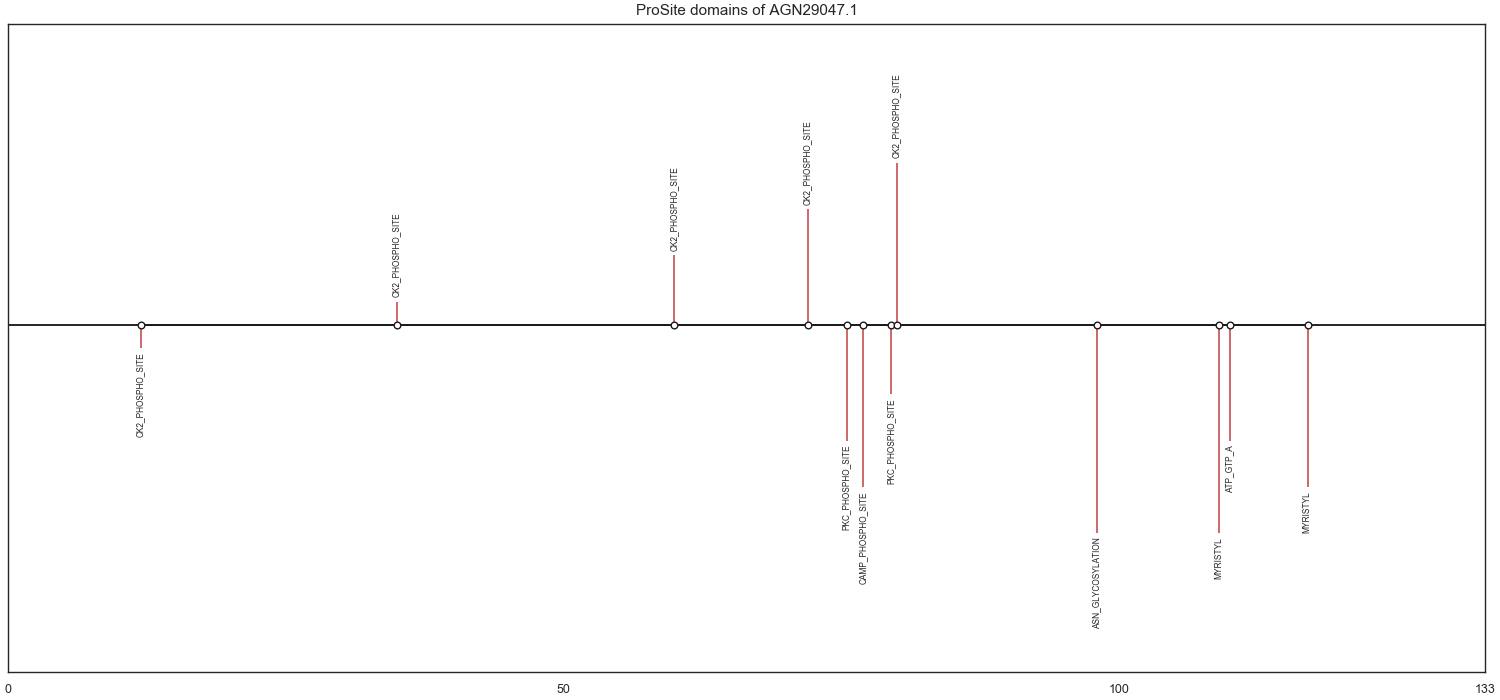 ProSite domains of AGN29047.1
CK2_PHOSPHO_SITE
CK2_PHOSPHO_SITE
CK2_PHOSPHO_SITE
CK2_PHOSPHO_SITE
CK2_PHOSPHO_SITE
PKC_PHOSPHO_SITE
CAMP_PHOSPHO_SITE
PKC_PHOSPHO_SITE
ASN_GLYCOSYLATION
MYRISTYL
ATP_GTP_A
MYRISTYL
0
50
100
133